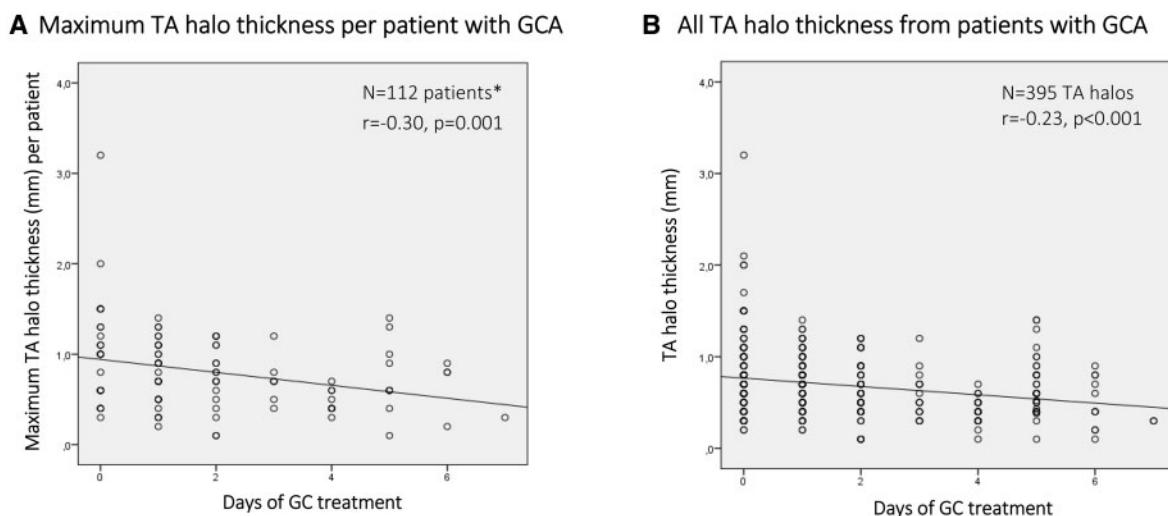 A Maximum TA halo thickness per patient with GCA
Maximum TA halo thickness (mm) per patient
4,0
3,0
2,0
1,0
,0
N=112 patients*
r=-0.30, p=0.001
0
2
4
6
Days of GC treatment
B All TA halo thickness from patients with GCA
TA halo thickness (mm)
4,0
3,0
2,0
1,0
,0
N=395 TA halos
r=-0.23, p<0.001
0
2
4
6
Days of GC treatment